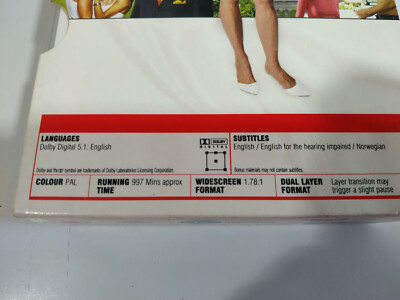 LANGUAGES
Dolby Digital 5.1: English
DOLBY
DIGITAL
SUBTITLES
English / English for the hearing impaired / Norwegian
Dolby and the symbol are trademarks of Dolby Laboratories Licensing Corporation.
Bonus materials may not contain subtitles.
COLOUR PAL
RUNNING TIME 997 Mins approx
WIDESCREEN FORMAT 1.78:1
DUAL LAYER FORMAT
Layer transition may
trigger a slight pause